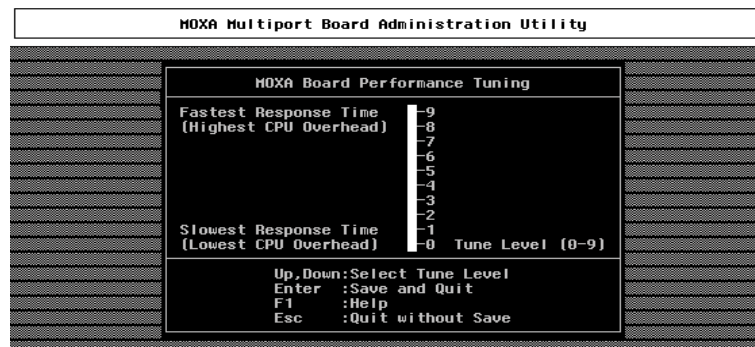 MOXA Multiport Board Administration Utility
MOXA Board Performance Tuning
Fastest Response Time 9
(Highest CPU Overhead) 8
7
6
5
4
3
2
Slowest Response Time 1
(Lowest CPU Overhead) 0 Tune Level (0-9)
Up,Down:Select Tune Level
Enter :Save and Quit
F1 :Help
Esc :Quit without Save